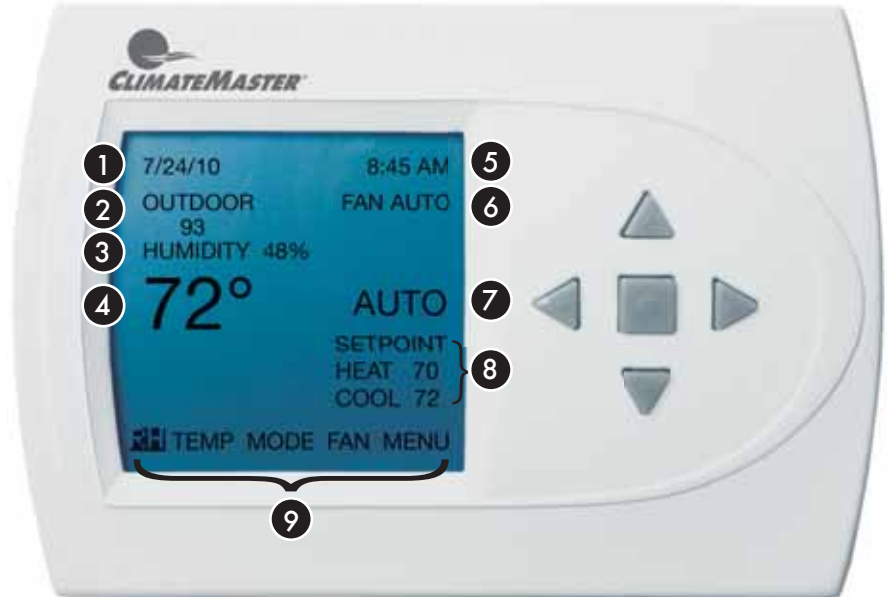 CLIMATEMASTER
1 7/24/10 8:45 AM 5
2 OUTDOOR FAN AUTO 6
93
3 HUMIDITY 48%
4 72° AUTO 7
SETPOINT
HEAT 70 8
COOL 72
RH TEMP MODE FAN MENU
9